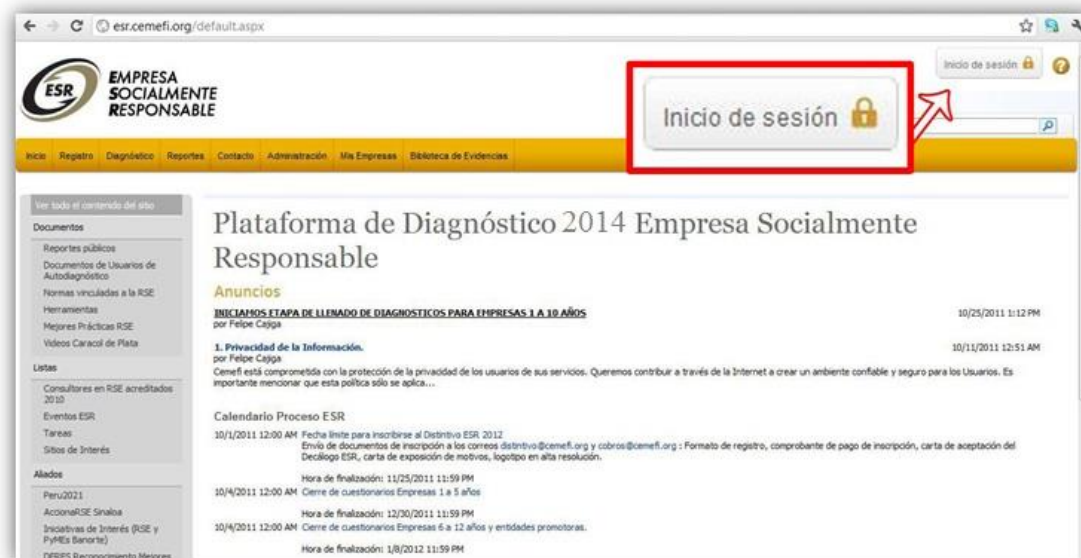 esr.cemefi.org/default.aspx
ESR
EMPRESA
SOCIALMENTE
RESPONSABLE
Inicio de sesión
Inicio de sesión
Inicio Registro Diagnóstico Reportes Contacto Administración Mis Empresas Biblioteca de Evidencias
Ver todo el contenido del sitio
Documentos
Reportes públicos
Documentos de Usuarios de
Autodiagnóstico
Normas vinculadas a la RSE
Herramientas
Mejores Prácticas RSE
Videos Caracol de Plata
Listas
Consultores en RSE acreditados
2010
Eventos ESR
Tareas
Sitios de Interés
Aliados
Peru2021
AccionaRSE Sinaloa
Iniciativas de Interés (RSE y
PyMEs Banorte)
DERES Reconocimiento Mejores
Plataforma de Diagnóstico 2014 Empresa Socialmente
Responsable
Anuncios
INICIAMOS ETAPA DE LLENADO DE DIAGNOSTICOS PARA EMPRESAS 1 A 10 AÑOS 10/25/2011 1:12 PM
por Felipe Cajiga
1. Privacidad de la Información. 10/11/2011 12:51 AM
por Felipe Cajiga
Cemefi está comprometida con la protección de la privacidad de los usuarios de sus servicios. Queremos contribuir a través de la Internet a crear un ambiente confiable y seguro para los Usuarios. Es
importante mencionar que esta política sólo se aplica...
Calendario Proceso ESR
10/1/2011 12:00 AM Fecha límite para inscribirse al Distintivo ESR 2012
Envío de documentos de inscripción a los correos distintivo@cemefi.org y cobros@cemefi.org : Formato de registro, comprobante de pago de inscripción, carta de aceptación del
Decálogo ESR, carta de exposición de motivos, logotipo en alta resolución.
Hora de finalización: 11/25/2011 11:59 PM
10/4/2011 12:00 AM Cierre de cuestionarios Empresas 1 a 5 años
Hora de finalización: 12/30/2011 11:59 PM
10/4/2011 12:00 AM Cierre de cuestionarios Empresas 6 a 12 años y entidades promotoras.
Hora de finalización: 1/8/2012 11:59 PM